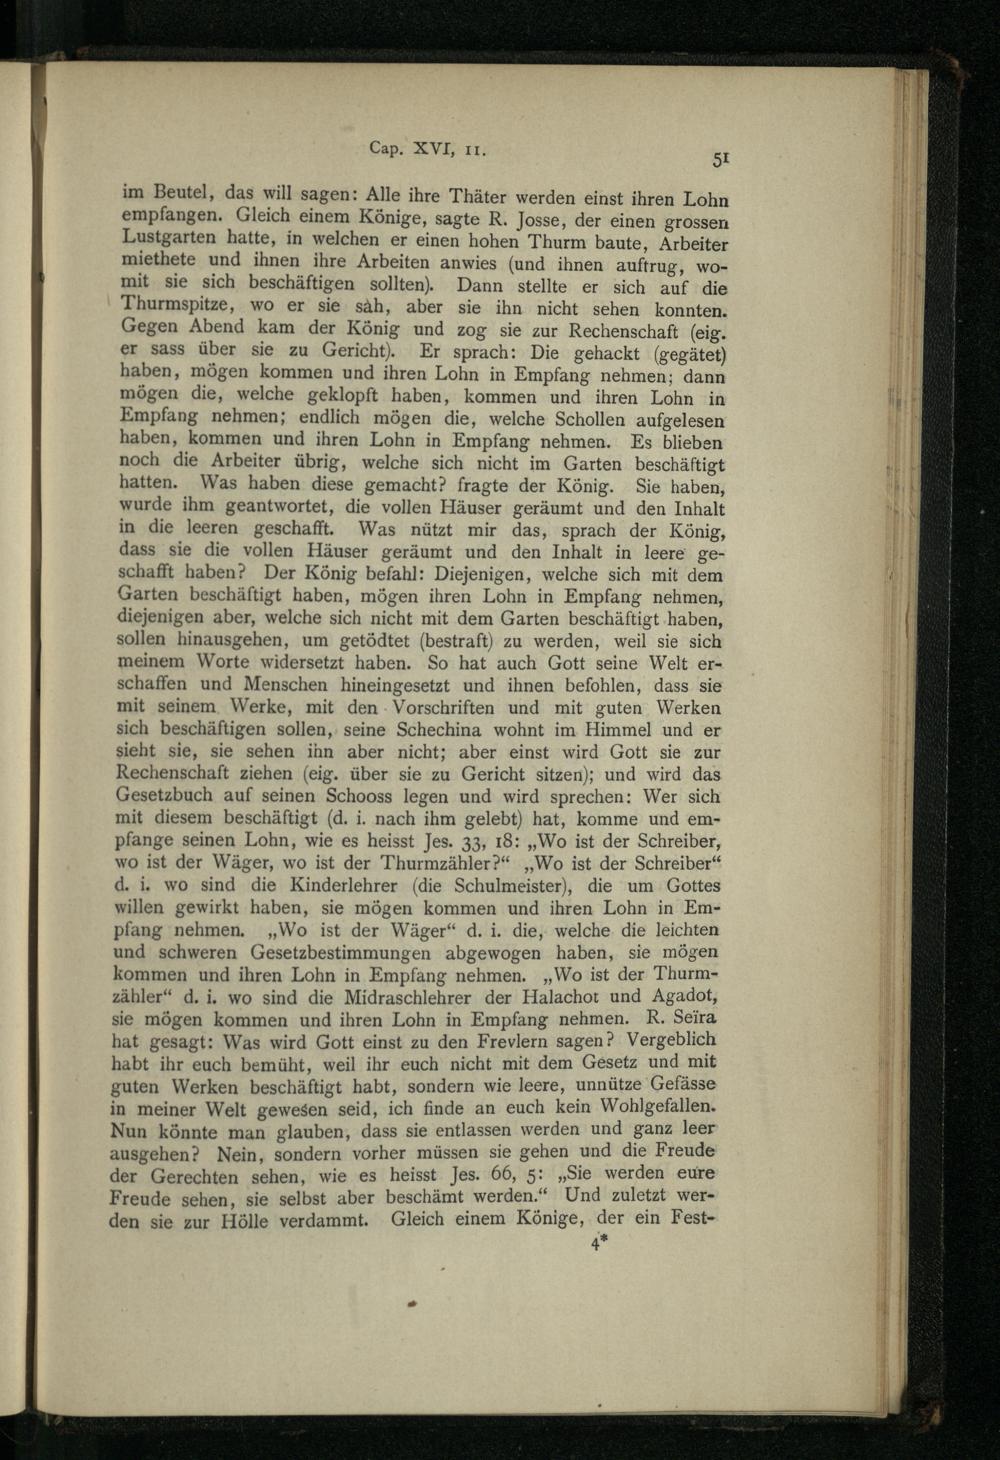 Cap. XVI, 11.
51
im Beutel, das will sagen: Alle ihre Thäter werden einst ihren Lohn
empfangen. Gleich einem Könige, sagte R. Josse, der einen grossen
Lustgarten hatte, in welchen er einen hohen Thurm baute, Arbeiter
miethete und ihnen ihre Arbeiten anwies (und ihnen auftrug, wo-
mit sie sich beschäftigen sollten). Dann stellte er sich auf die
Thurmspitze, wo er sie sah, aber sie ihn nicht sehen konnten.
Gegen Abend kam der König und zog sie zur Rechenschaft (eig.
er sass über sie zu Gericht). Er sprach: Die gehackt (gegätet)
haben, mögen kommen und ihren Lohn in Empfang nehmen; dann
mögen die, welche geklopft haben, kommen und ihren Lohn in
Empfang nehmen; endlich mögen die, welche Schollen aufgelesen
haben, kommen und ihren Lohn in Empfang nehmen. Es blieben
noch die Arbeiter übrig, welche sich nicht im Garten beschäftigt
hatten. Was haben diese gemacht? fragte der König. Sie haben,
wurde ihm geantwortet, die vollen Häuser geräumt und den Inhalt
in die leeren geschafft. Was nützt mir das, sprach der König,
dass sie die vollen Häuser geräumt und den Inhalt in leere ge-
schafft haben? Der König befahl: Diejenigen, welche sich mit dem
Garten beschäftigt haben, mögen ihren Lohn in Empfang nehmen,
diejenigen aber, welche sich nicht mit dem Garten beschäftigt haben,
sollen hinausgehen, um getödtet (bestraft) zu werden, weil sie sich
meinem Worte widersetzt haben. So hat auch Gott seine Welt er-
schaffen und Menschen hineingesetzt und ihnen befohlen, dass sie
mit seinem Werke, mit den Vorschriften und mit guten Werken
sich beschäftigen sollen, seine Schechina wohnt im Himmel und er
sieht sie, sie sehen ihn aber nicht; aber einst wird Gott sie zur
Rechenschaft ziehen (eig. über sie zu Gericht sitzen); und wird das
Gesetzbuch auf seinen Schooss legen und wird sprechen: Wer sich
mit diesem beschäftigt (d. i. nach ihm gelebt) hat, komme und em-
pfange seinen Lohn, wie es heisst Jes. 33, 18: „Wo ist der Schreiber,
wo ist der Wäger, wo ist der Thurmzähler?“ „Wo ist der Schreiber“
d. i. wo sind die Kinderlehrer (die Schulmeister), die um Gottes
willen gewirkt haben, sie mögen kommen und ihren Lohn in Em-
pfang nehmen. „Wo ist der Wäger“ d. i. die, welche die leichten
und schweren Gesetzbestimmungen abgewogen haben, sie mögen
kommen und ihren Lohn in Empfang nehmen. „Wo ist der Thurm-
zähler“ d. i. wo sind die Midraschlehrer der Halachot und Agadot,
sie mögen kommen und ihren Lohn in Empfang nehmen. R. Seïra
hat gesagt: Was wird Gott einst zu den Frevlern sagen? Vergeblich
habt ihr euch bemüht, weil ihr euch nicht mit dem Gesetz und mit
guten Werken beschäftigt habt, sondern wie leere, unnütze Gefässe
in meiner Welt gewesen seid, ich finde an euch kein Wohlgefallen.
Nun könnte man glauben, dass sie entlassen werden und ganz leer
ausgehen? Nein, sondern vorher müssen sie gehen und die Freude
der Gerechten sehen, wie es heisst Jes. 66, 5: „Sie werden eure
Freude sehen, sie selbst aber beschämt werden.“ Und zuletzt wer-
den sie zur Hölle verdammt. Gleich einem Könige, der ein Fest-
4*